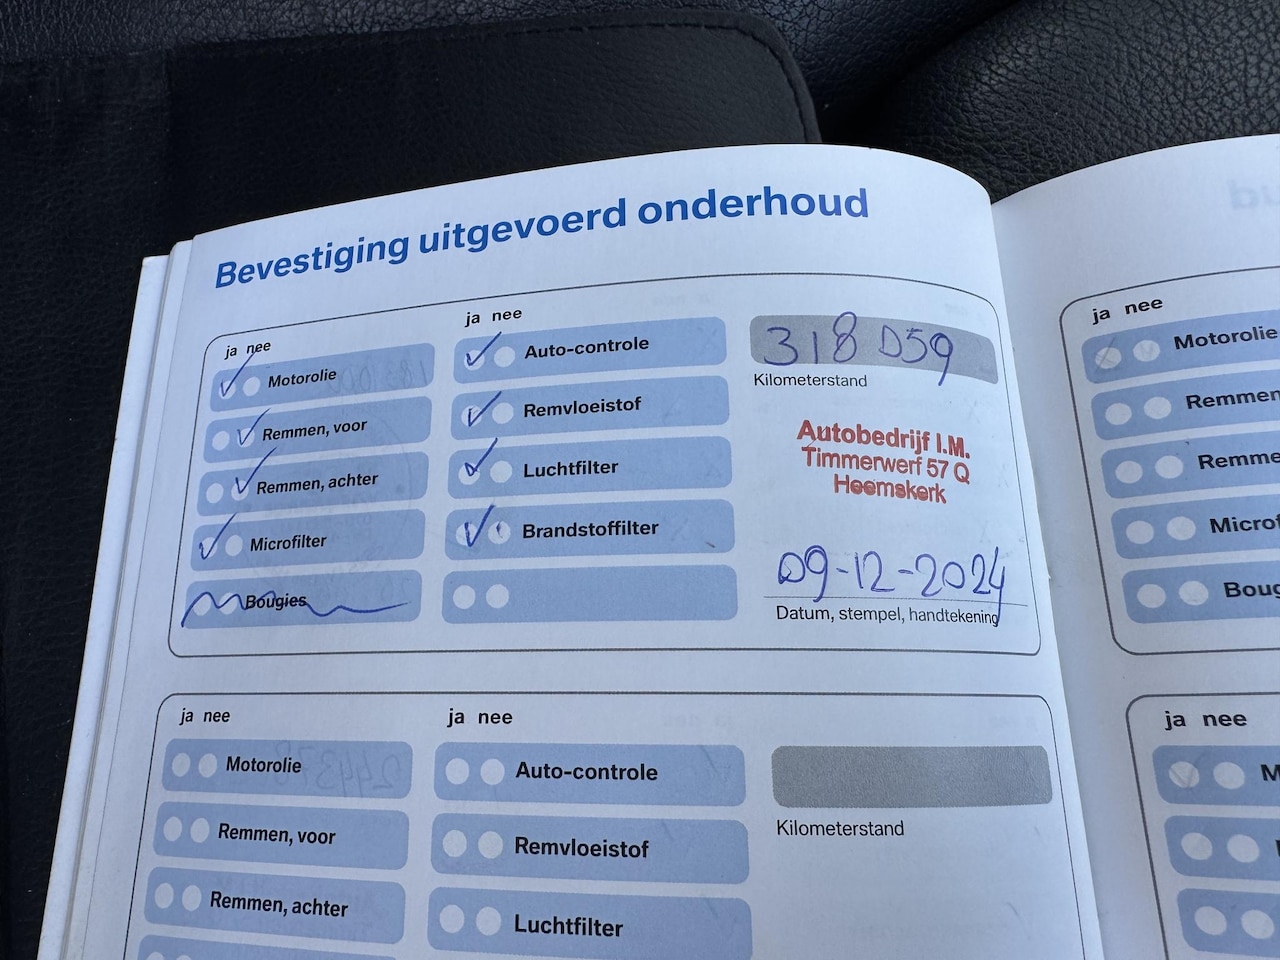 Bevestiging uitgevoerd onderhoud
ja nee
Motorolie
Remmen, voor
Remmen, achter
Microfilter
Bougies
ja nee
Auto-controle
Remvloeistof
Luchtfilter
Brandstoffilter
318 059
Kilometerstand
Autobedrijf I.M.
Timmerwerf 57 Q
Heemskerk
09-12-2024
Datum, stempel, handtekening
ja nee
Motorolie
Remmen, voor
Remmen, achter
ja nee
Auto-controle
Remvloeistof
Luchtfilter
Kilometerstand
ja nee
Motorolie
Remmen
Remme
Microf
Boug
ja nee
M